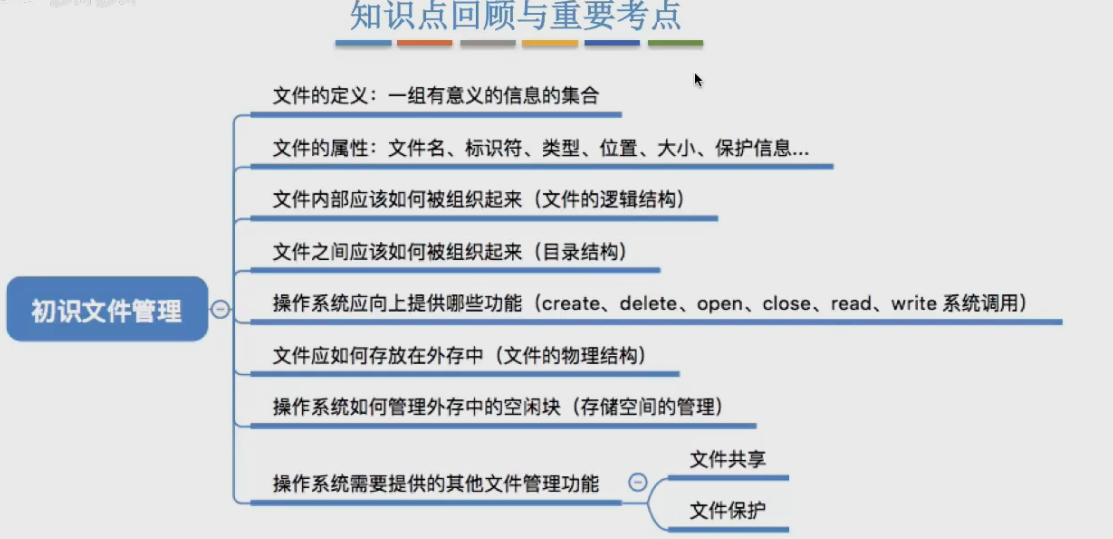 知识点回顾与重要考点
文件的定义：一组有意义的信息的集合
文件的属性：文件名、标识符、类型、位置、大小、保护信息...
文件内部应该如何被组织起来（文件的逻辑结构）
文件之间应该如何被组织起来（目录结构）
初识文件管理
操作系统应向上提供哪些功能（create、delete、open、close、read、write 系统调用）
文件应如何存放在外存中（文件的物理结构）
操作系统如何管理外存中的空闲块（存储空间的管理）
操作系统需要提供的其他文件管理功能
文件共享
文件保护